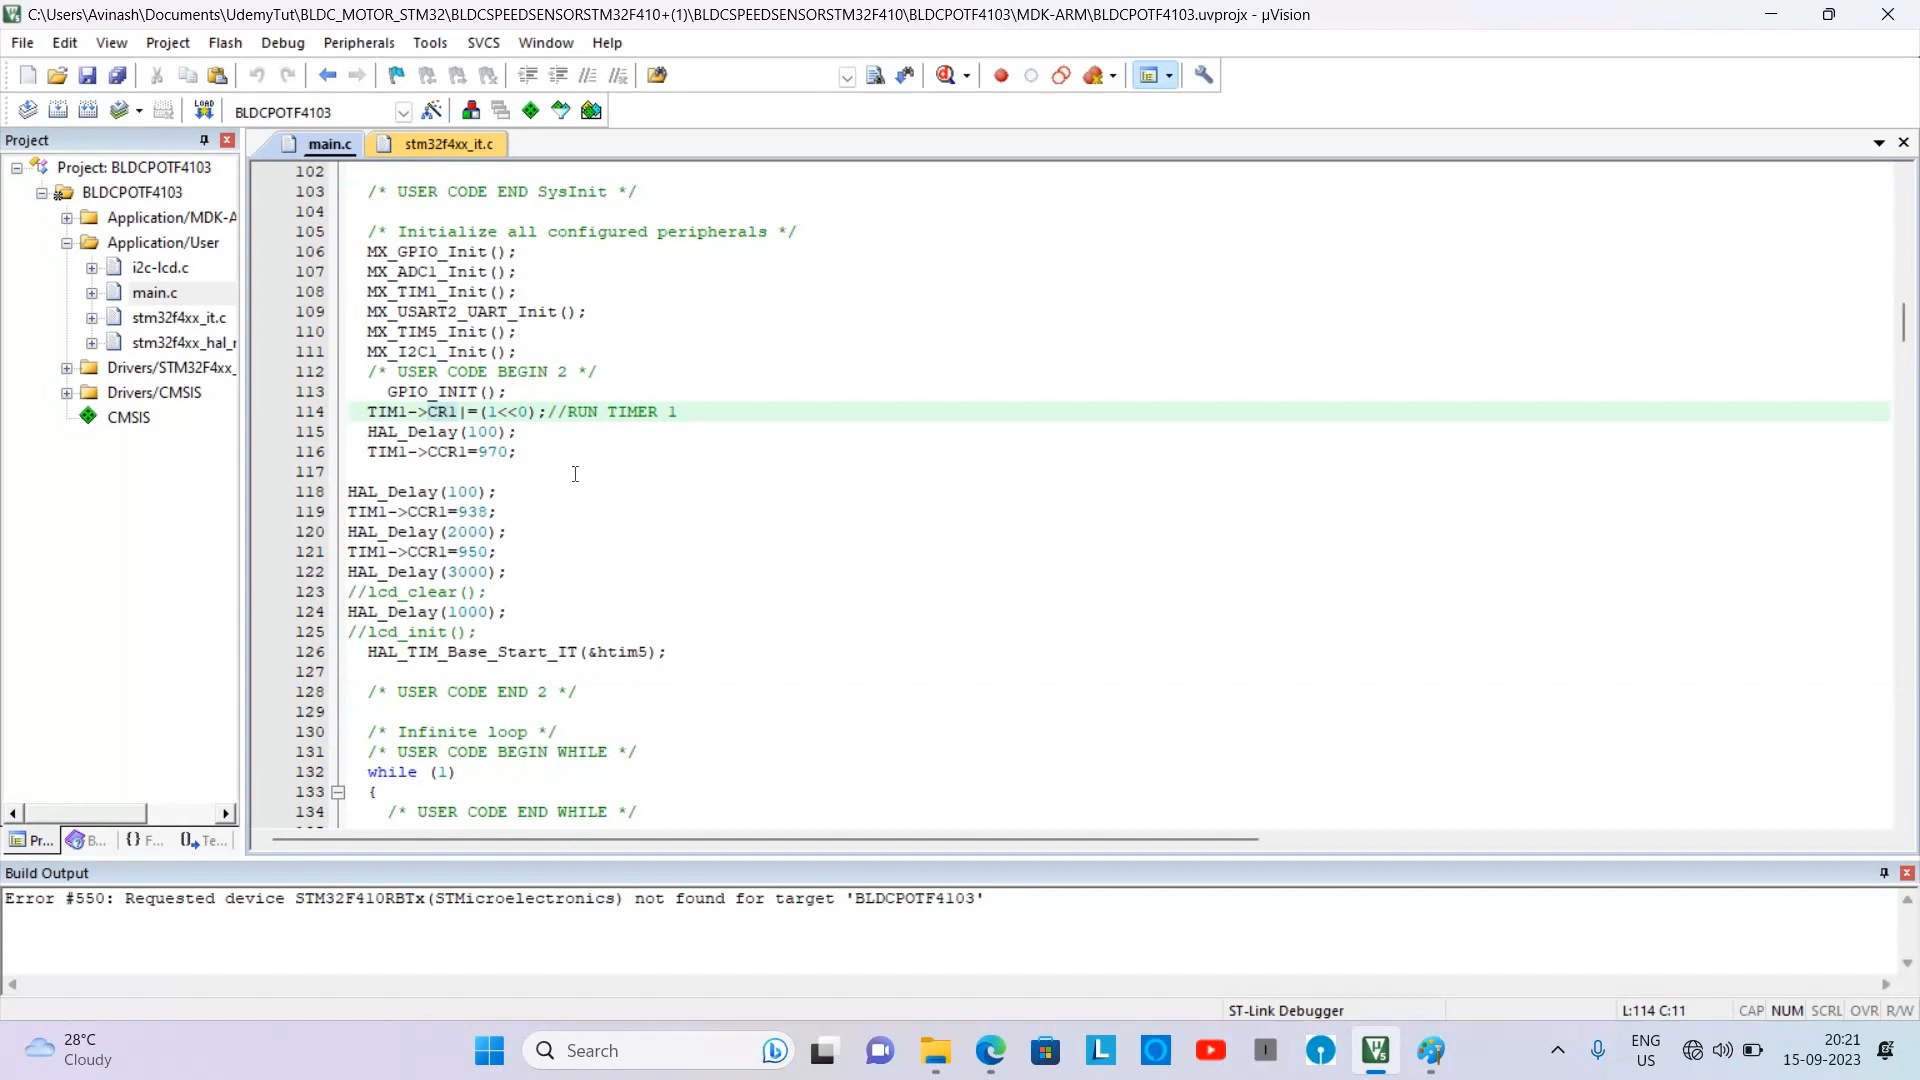 C:\Users\Avinash\Documents\UdemyTut\BLDC_MOTOR_STM32\BLDCSPEEDSENSORSTM32F410+(1)\BLDCSPEEDSENSORSTM32F410\BLDCPOTF4103\MDK-ARM\BLDCPOTF4103.uvprojx - µVision
File Edit View Project Flash Debug Peripherals Tools SVCS Window Help
LOAD BLDCPOTF4103
Project
main.c stm32f4xx_it.c
Project: BLDCPOTF4103
BLDCPOTF4103
Application/MDK-A
Application/User
i2c-lcd.c
main.c
stm32f4xx_it.c
stm32f4xx_hal_r
Drivers/STM32F4xx_
Drivers/CMSIS
CMSIS
Pr... B... {} F... Te...
102
103 /* USER CODE END SysInit */
104
105 /* Initialize all configured peripherals */
106 MX_GPIO_Init();
107 MX_ADC1_Init();
108 MX_TIM1_Init();
109 MX_USART2_UART_Init();
110 MX_TIM5_Init();
111 MX_I2C1_Init();
112 /* USER CODE BEGIN 2 */
113 GPIO_INIT();
114 TIM1->CR1|=(1<<0);//RUN TIMER 1
115 HAL_Delay(100);
116 TIM1->CCR1=970;
117
118 HAL_Delay(100);
119 TIM1->CCR1=938;
120 HAL_Delay(2000);
121 TIM1->CCR1=950;
122 HAL_Delay(3000);
123 //lcd_clear();
124 HAL_Delay(1000);
125 //lcd_init();
126 HAL_TIM_Base_Start_IT(&htim5);
127
128 /* USER CODE END 2 */
129
130 /* Infinite loop */
131 /* USER CODE BEGIN WHILE */
132 while (1)
133 {
134 /* USER CODE END WHILE */
Build Output
Error #550: Requested device STM32F410RBTx(STMicroelectronics) not found for target 'BLDCPOTF4103'
ST-Link Debugger L:114 C:11 CAP NUM SCRL OVR R/W
28°C
Cloudy
Search
ENG
US
20:21
15-09-2023